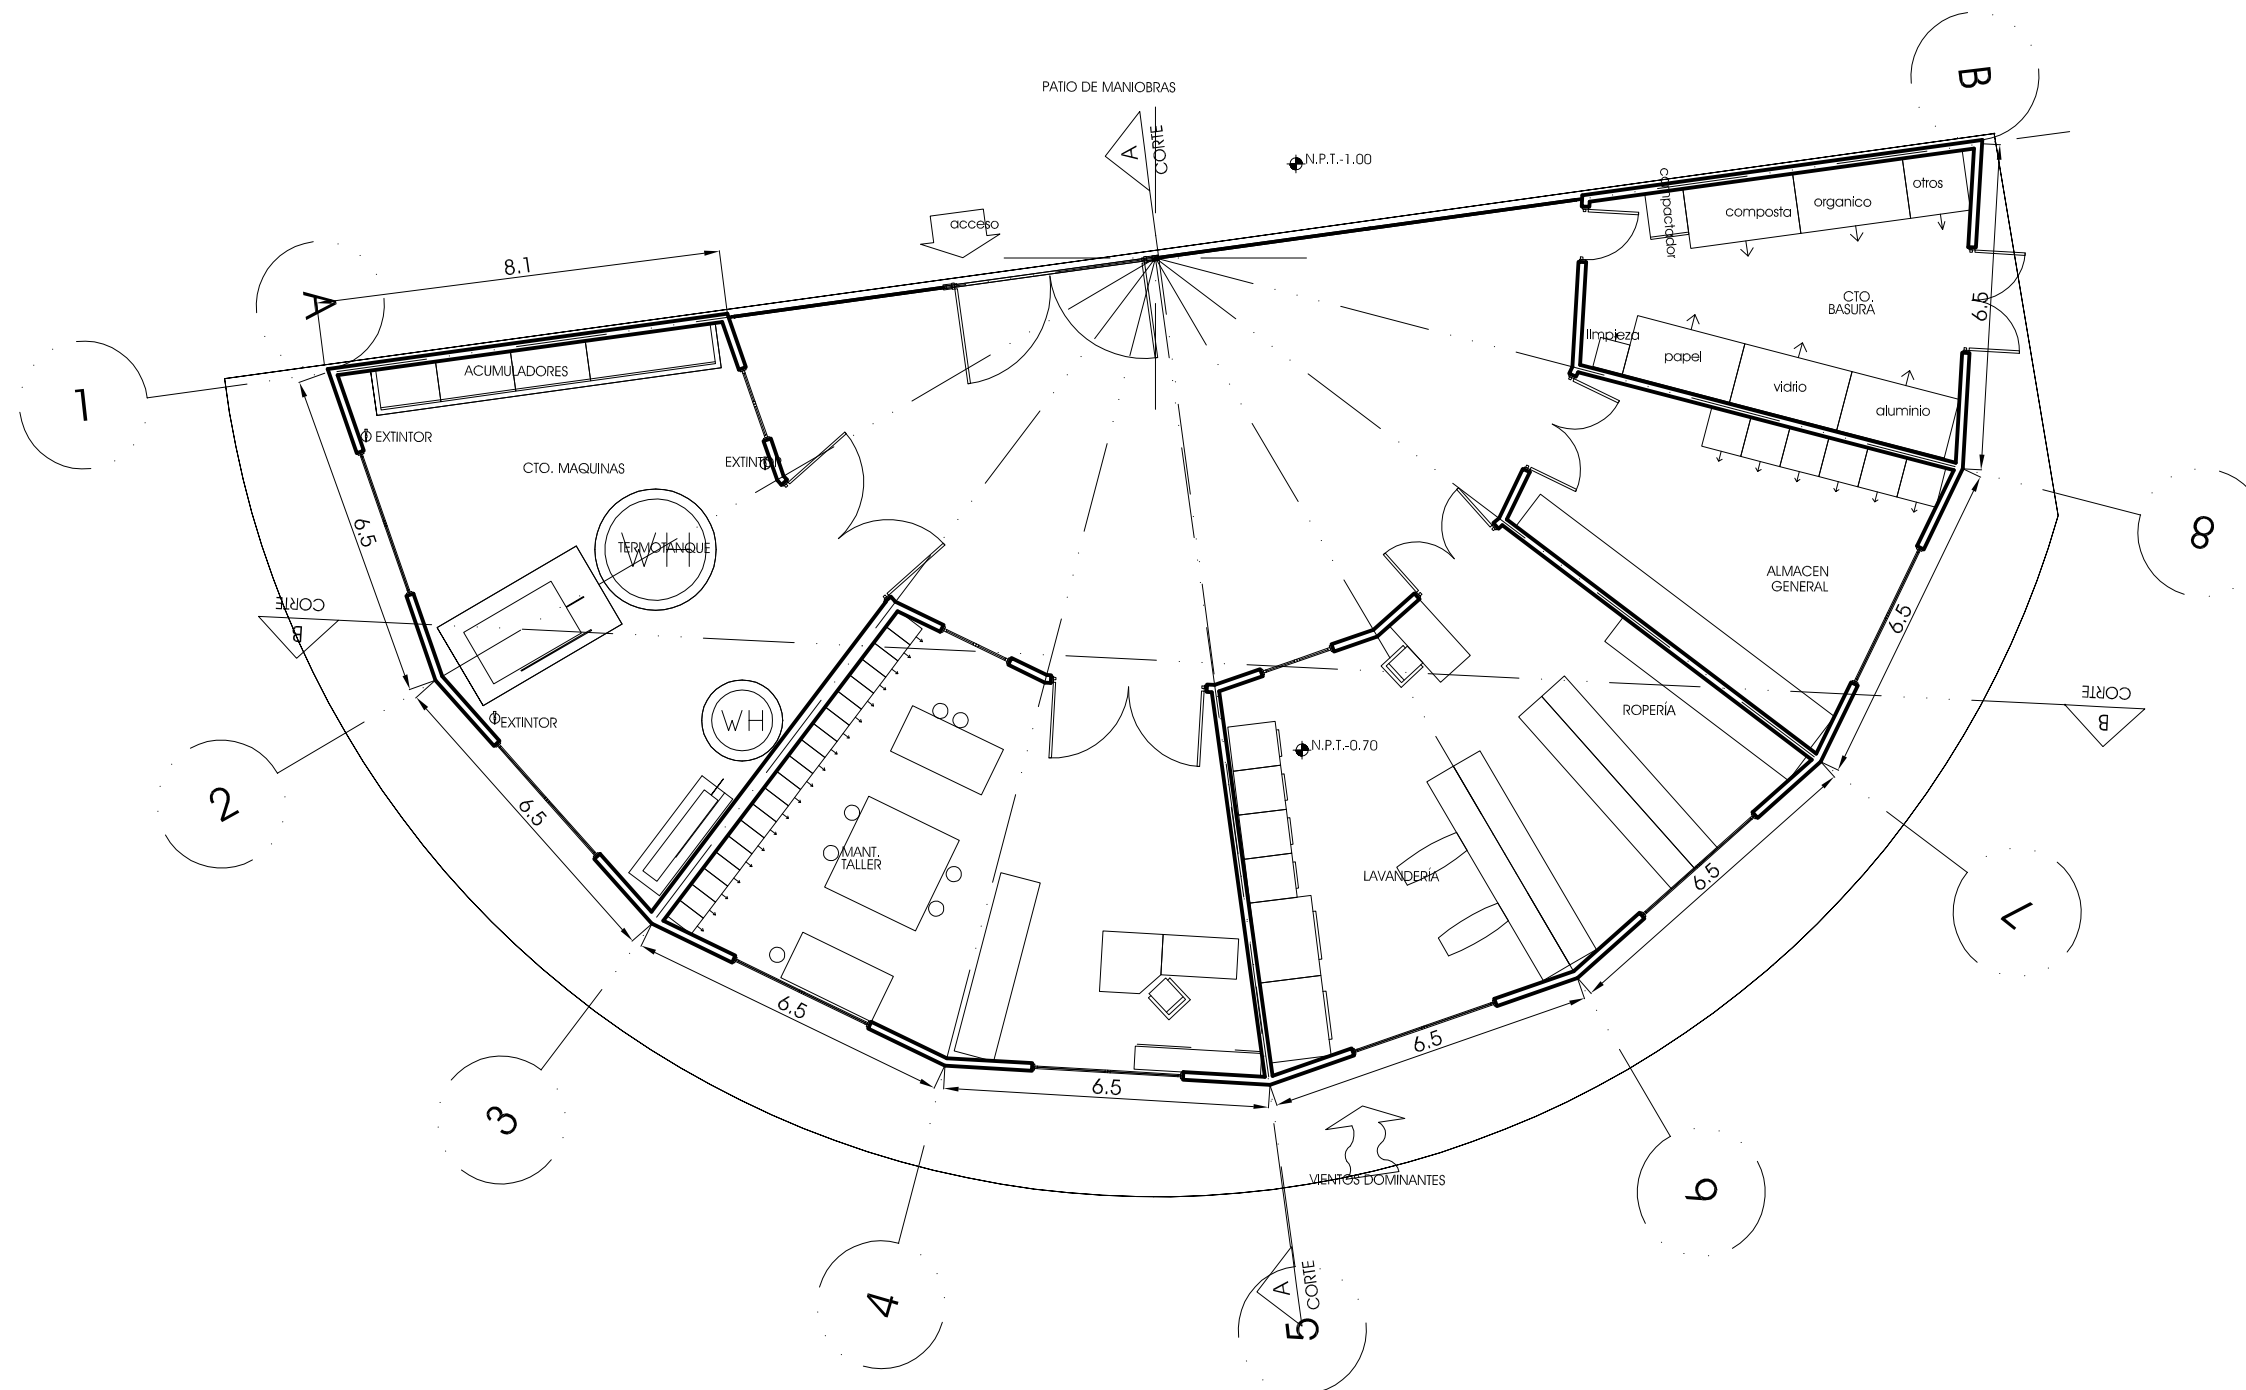 B
PATIO DE MANIOBRAS
A
CORTE
N.P.T.-1.00
compactador
composta
organico
otros
acceso
8.1
A
CTO.
BASURA
6.5
limpieza
papel
vidrio
aluminio
1
ACUMULADORES
EXTINTOR
CTO. MAQUINAS
EXTINTOR
6.5
TERMOTANQUE
WH
8
ALMACEN
GENERAL
6.5
CORTE
B
CORTE
B
ROPERÍA
EXTINTOR
WH
N.P.T.-0.70
2
6.5
MANT.
TALLER
LAVANDERÍA
6.5
7
6.5
6.5
6.5
3
VIENTOS DOMINANTES
6
4
A
CORTE
5